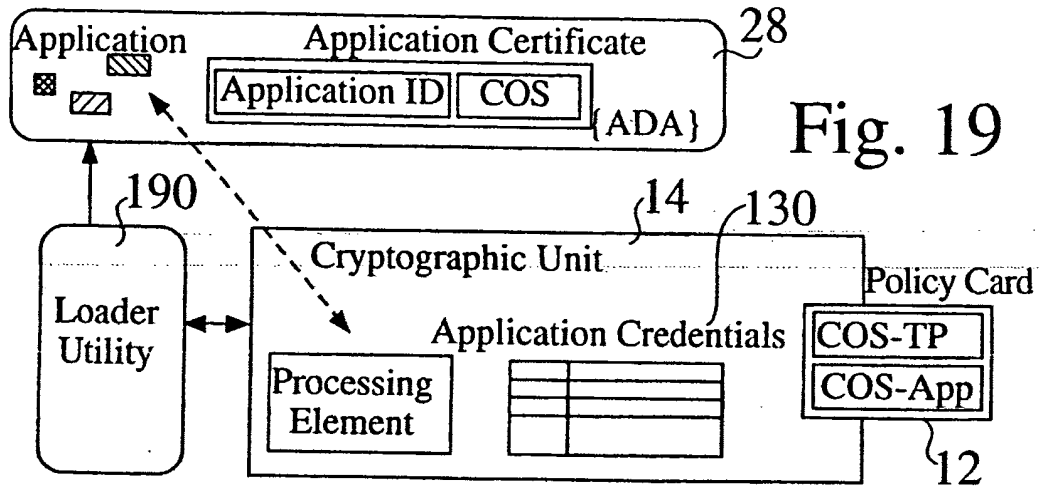 Application
Application Certificate
28
Application ID
COS
{ADA}
Fig. 19
190
14
130
Cryptographic Unit
Policy Card
Loader
Utility
Application Credentials
COS-TP
COS-App
Processing
Element
12